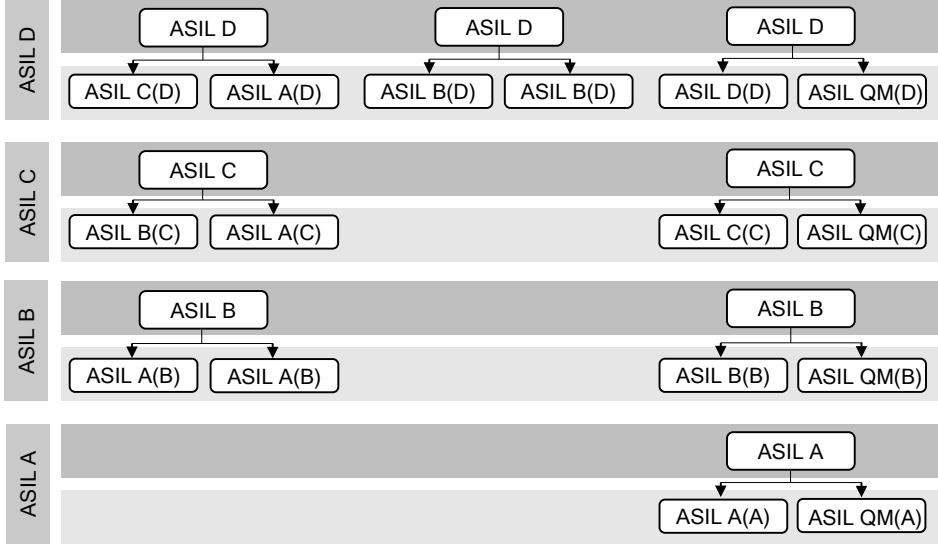 ASIL D
ASIL D
ASIL D
ASIL D
ASIL C(D)
ASIL A(D)
ASIL B(D)
ASIL B(D)
ASIL D(D)
ASIL QM(D)
ASIL C
ASIL C
ASIL C
ASIL B(C)
ASIL A(C)
ASIL C(C)
ASIL QM(C)
ASIL B
ASIL B
ASIL B
ASIL A(B)
ASIL A(B)
ASIL B(B)
ASIL QM(B)
ASIL A
ASIL A
ASIL A(A)
ASIL QM(A)